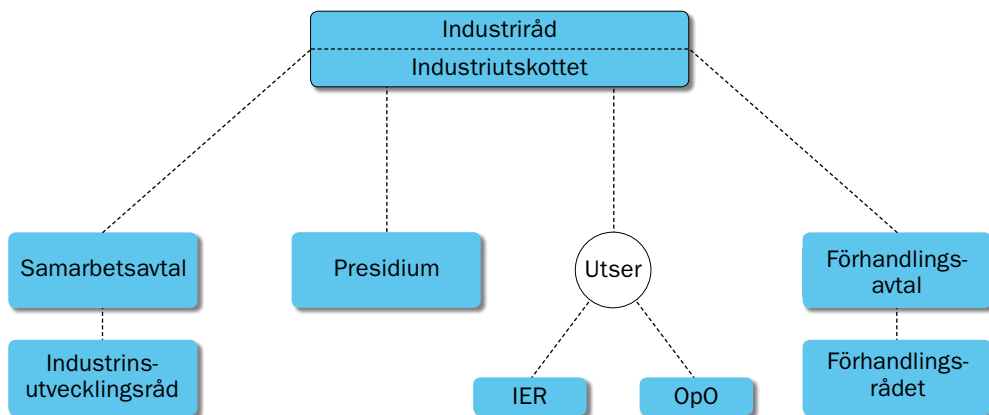 Industriråd
Industriutskottet
Samarbetsavtal
Presidium
Utser
Förhandlings-
avtal
Industrins-
utvecklingsråd
IER
OpO
Förhandlings-
rådet